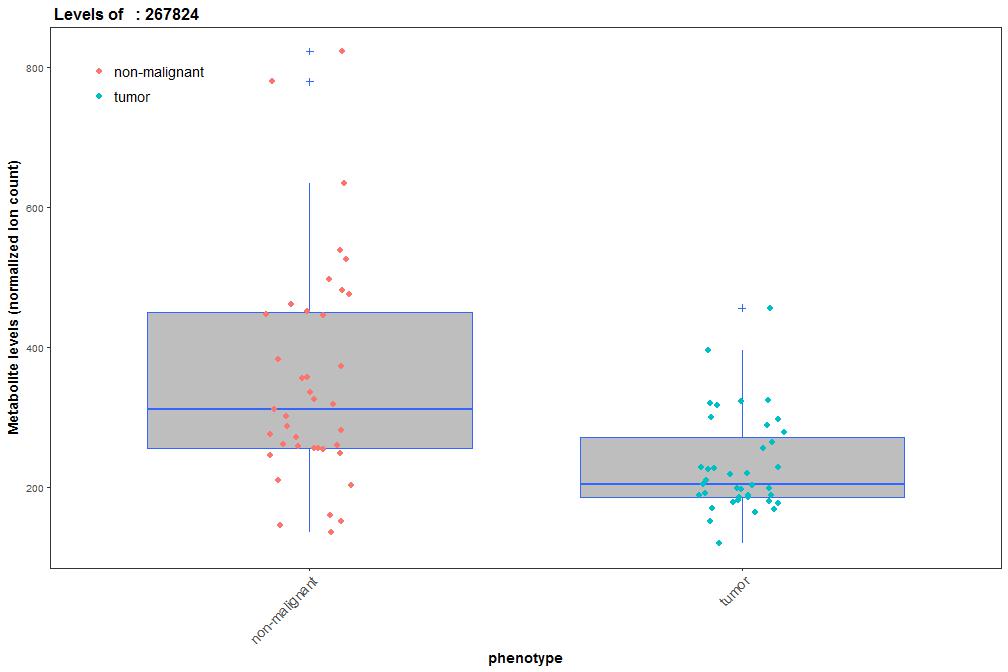 Levels of : 267824
non-malignant
tumor
Metabolite levels (normalized Ion count)
800
600
400
200
non-malignant
tumor
phenotype